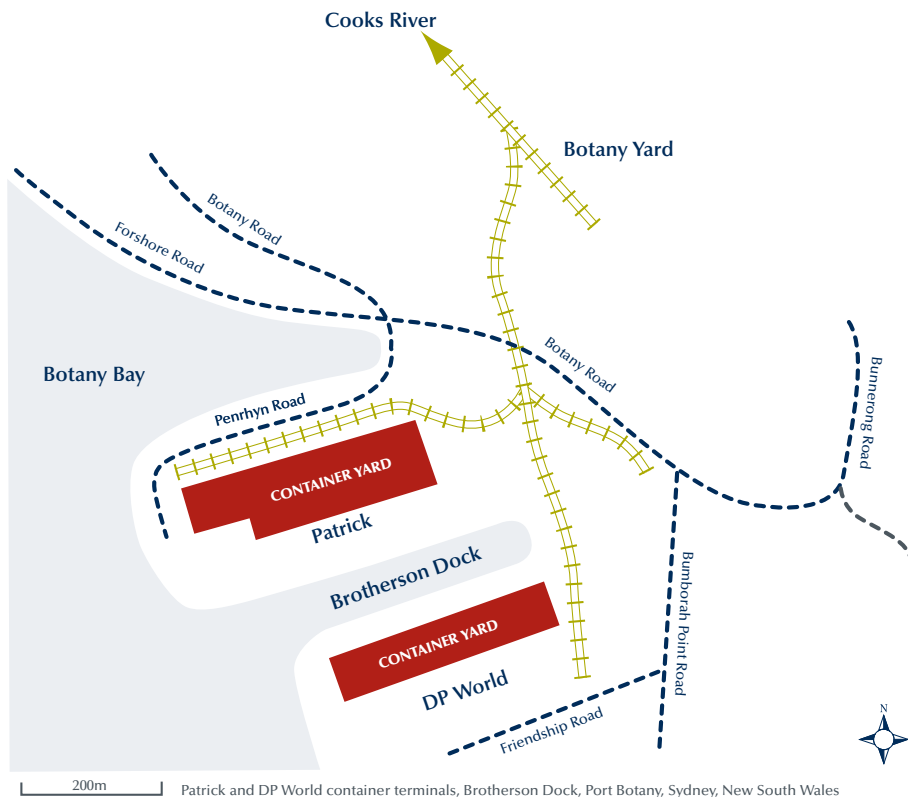 Cooks River
Botany Yard
Botany Road
Forshore Road
Botany Road
Botany Bay
Bunnerong Road
Penrhyn Road
CONTAINER YARD
Patrick
Brotherson Dock
Bumborah Point Road
CONTAINER YARD
DP World
Friendship Road
N
200m
Patrick and DP World container terminals, Brotherson Dock, Port Botany, Sydney, New South Wales